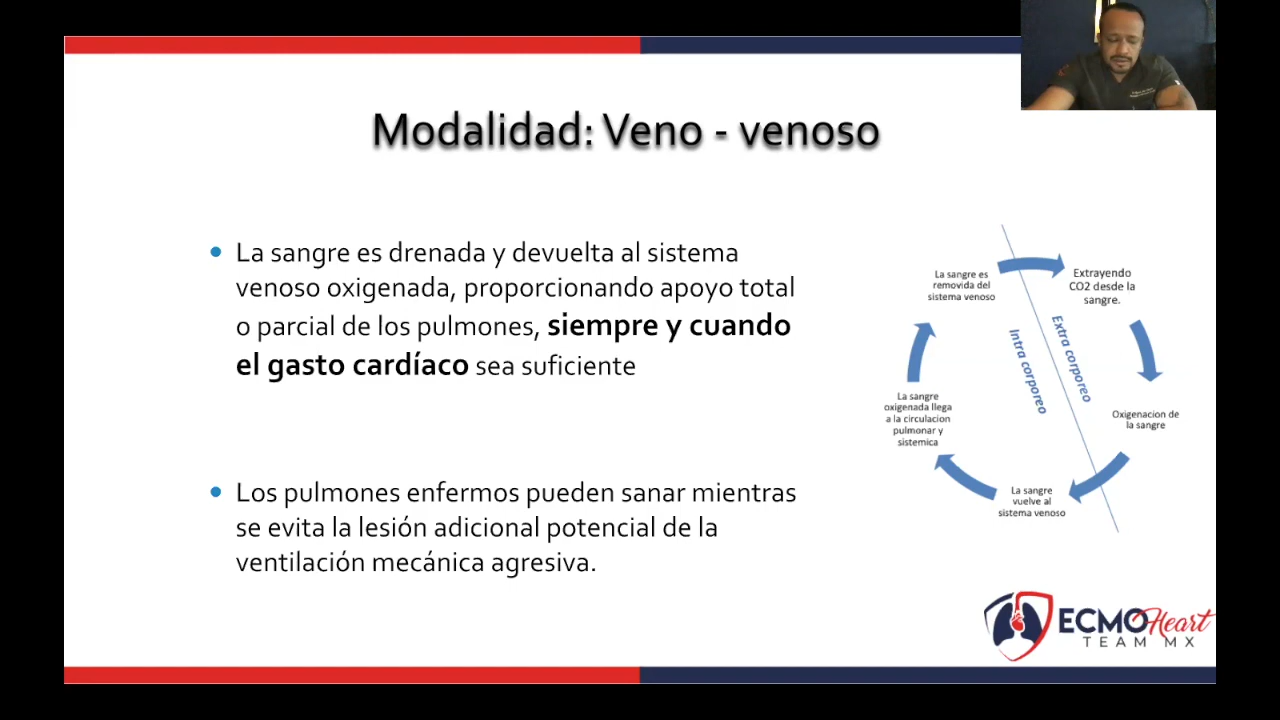 Modalidad: Veno - venoso
La sangre es drenada y devuelta al sistema
venoso oxigenada, proporcionando apoyo total
o parcial de los pulmones, siempre y cuando
el gasto cardíaco sea suficiente
Los pulmones enfermos pueden sanar mientras
se evita la lesión adicional potencial de la
ventilación mecánica agresiva.
La sangre es
removida del
sistema venoso
Extrayendo
CO2 desde la
sangre.
Intra corporeo
Extra corporeo
Oxigenacion de
la sangre
La sangre
vuelve al
sistema venoso
La sangre
oxigenada llega
a la circulacion
pulmonar y
sistemica
ECMO Heart
TEAM MX